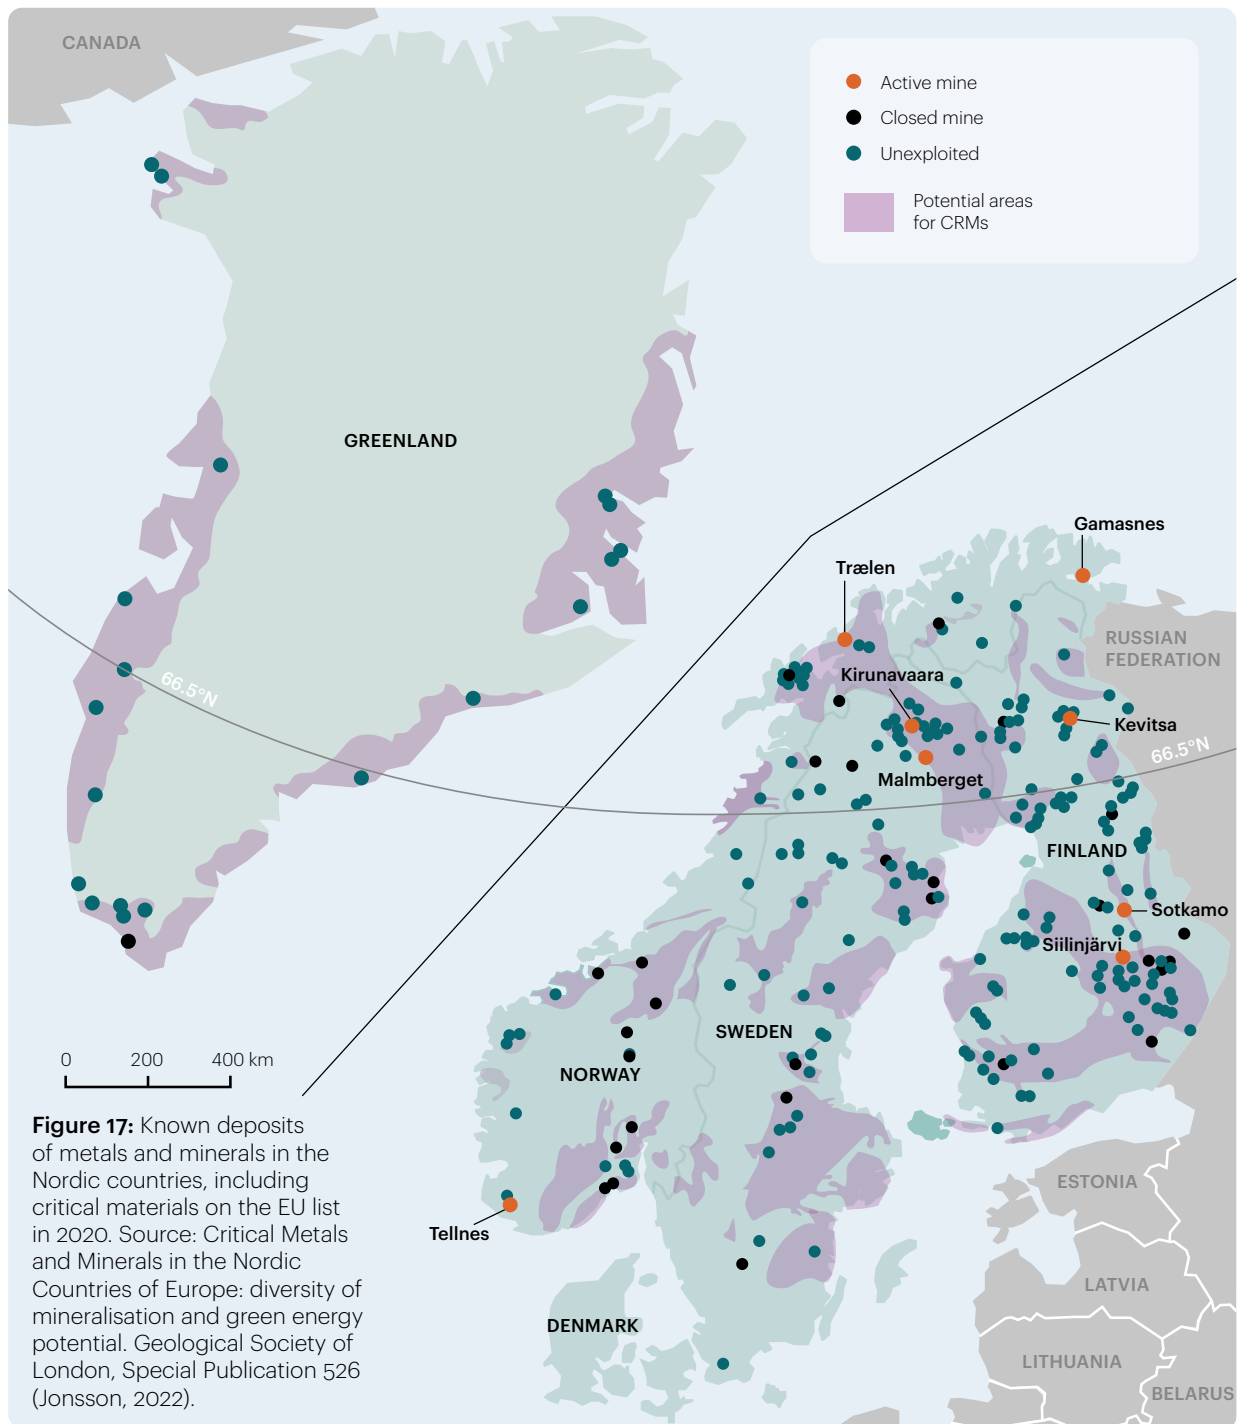 CANADA
Active mine
Closed mine
Unexploited
Potential areas
for CRMs
GREENLAND
66.5°N
Gamasnes
Trælen
RUSSIAN
FEDERATION
Kirunavaara
Kevitsa
66.5°N
Malmberget
FINLAND
Sotkamo
Siilinjärvi
SWEDEN
NORWAY
Tellnes
DENMARK
ESTONIA
LATVIA
LITHUANIA
BELARUS
0 200 400 km
Figure 17: Known deposits
of metals and minerals in the
Nordic countries, including
critical materials on the EU list
in 2020. Source: Critical Metals
and Minerals in the Nordic
Countries of Europe: diversity of
mineralisation and green energy
potential. Geological Society of
London, Special Publication 526
(Jonsson, 2022).